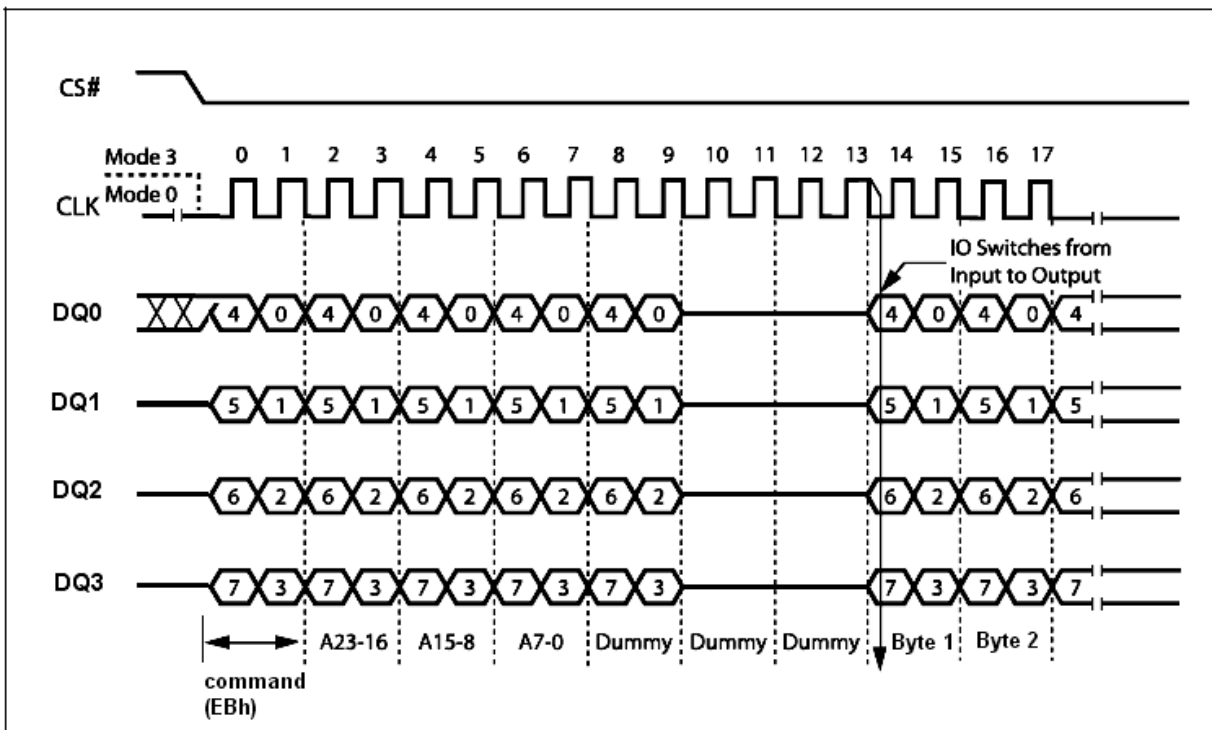 CS#
Mode 3
0 1 2 3 4 5 6 7 8 9 10 11 12 13 14 15 16 17
Mode 0
CLK
IO Switches from
Input to Output
DQ0 4 0 4 0 4 0 4 0 4 0 4 0 4 0 4
DQ1 5 1 5 1 5 1 5 1 5 1 5 1 5 1 5
DQ2 6 2 6 2 6 2 6 2 6 2 6 2 6 2 6
DQ3 7 3 7 3 7 3 7 3 7 3 7 3 7 3 7
A23-16 A15-8 A7-0 Dummy Dummy Dummy Byte 1 Byte 2
command
(EBh)